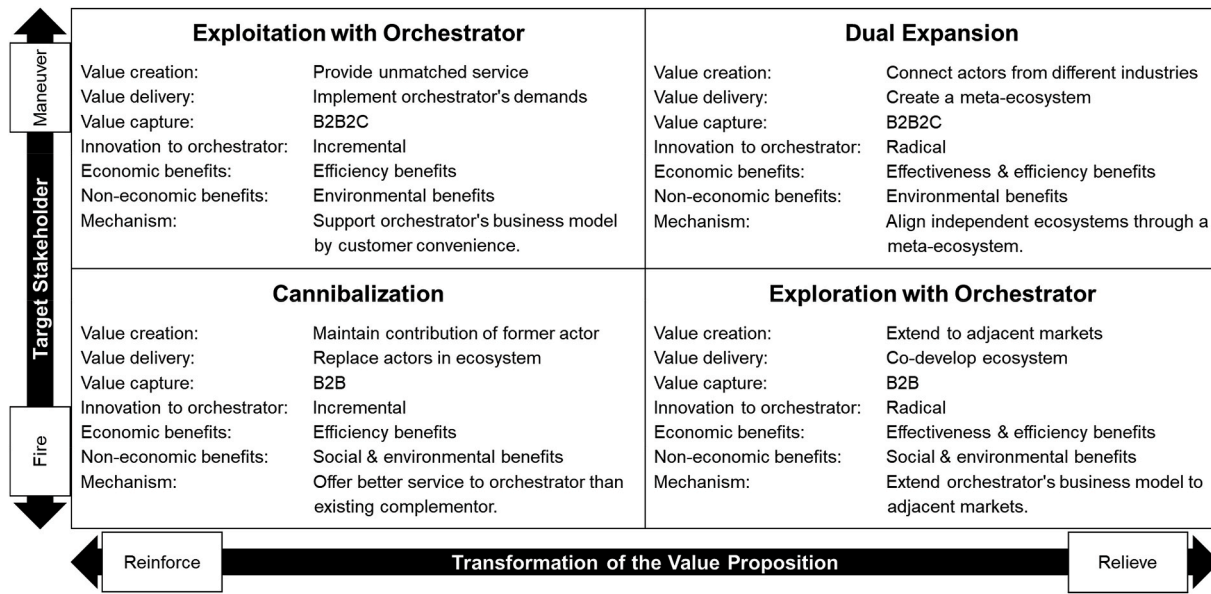 Exploitation with Orchestrator
Value creation: Provide unmatched service
Value delivery: Implement orchestrator's demands
Value capture: B2B2C
Innovation to orchestrator: Incremental
Economic benefits: Efficiency benefits
Non-economic benefits: Environmental benefits
Mechanism: Support orchestrator's business model
by customer convenience.
Dual Expansion
Value creation: Connect actors from different industries
Value delivery: Create a meta-ecosystem
Value capture: B2B2C
Innovation to orchestrator: Radical
Economic benefits: Effectiveness & efficiency benefits
Non-economic benefits: Environmental benefits
Mechanism: Align independent ecosystems through a
meta-ecosystem.
Cannibalization
Value creation: Maintain contribution of former actor
Value delivery: Replace actors in ecosystem
Value capture: B2B
Innovation to orchestrator: Incremental
Economic benefits: Efficiency benefits
Non-economic benefits: Social & environmental benefits
Mechanism: Offer better service to orchestrator than
existing complementor.
Exploration with Orchestrator
Value creation: Extend to adjacent markets
Value delivery: Co-develop ecosystem
Value capture: B2B
Innovation to orchestrator: Radical
Economic benefits: Effectiveness & efficiency benefits
Non-economic benefits: Social & environmental benefits
Mechanism: Extend orchestrator's business model to
adjacent markets.
Maneuver
Target Stakeholder
Fire
Reinforce
Transformation of the Value Proposition
Relieve